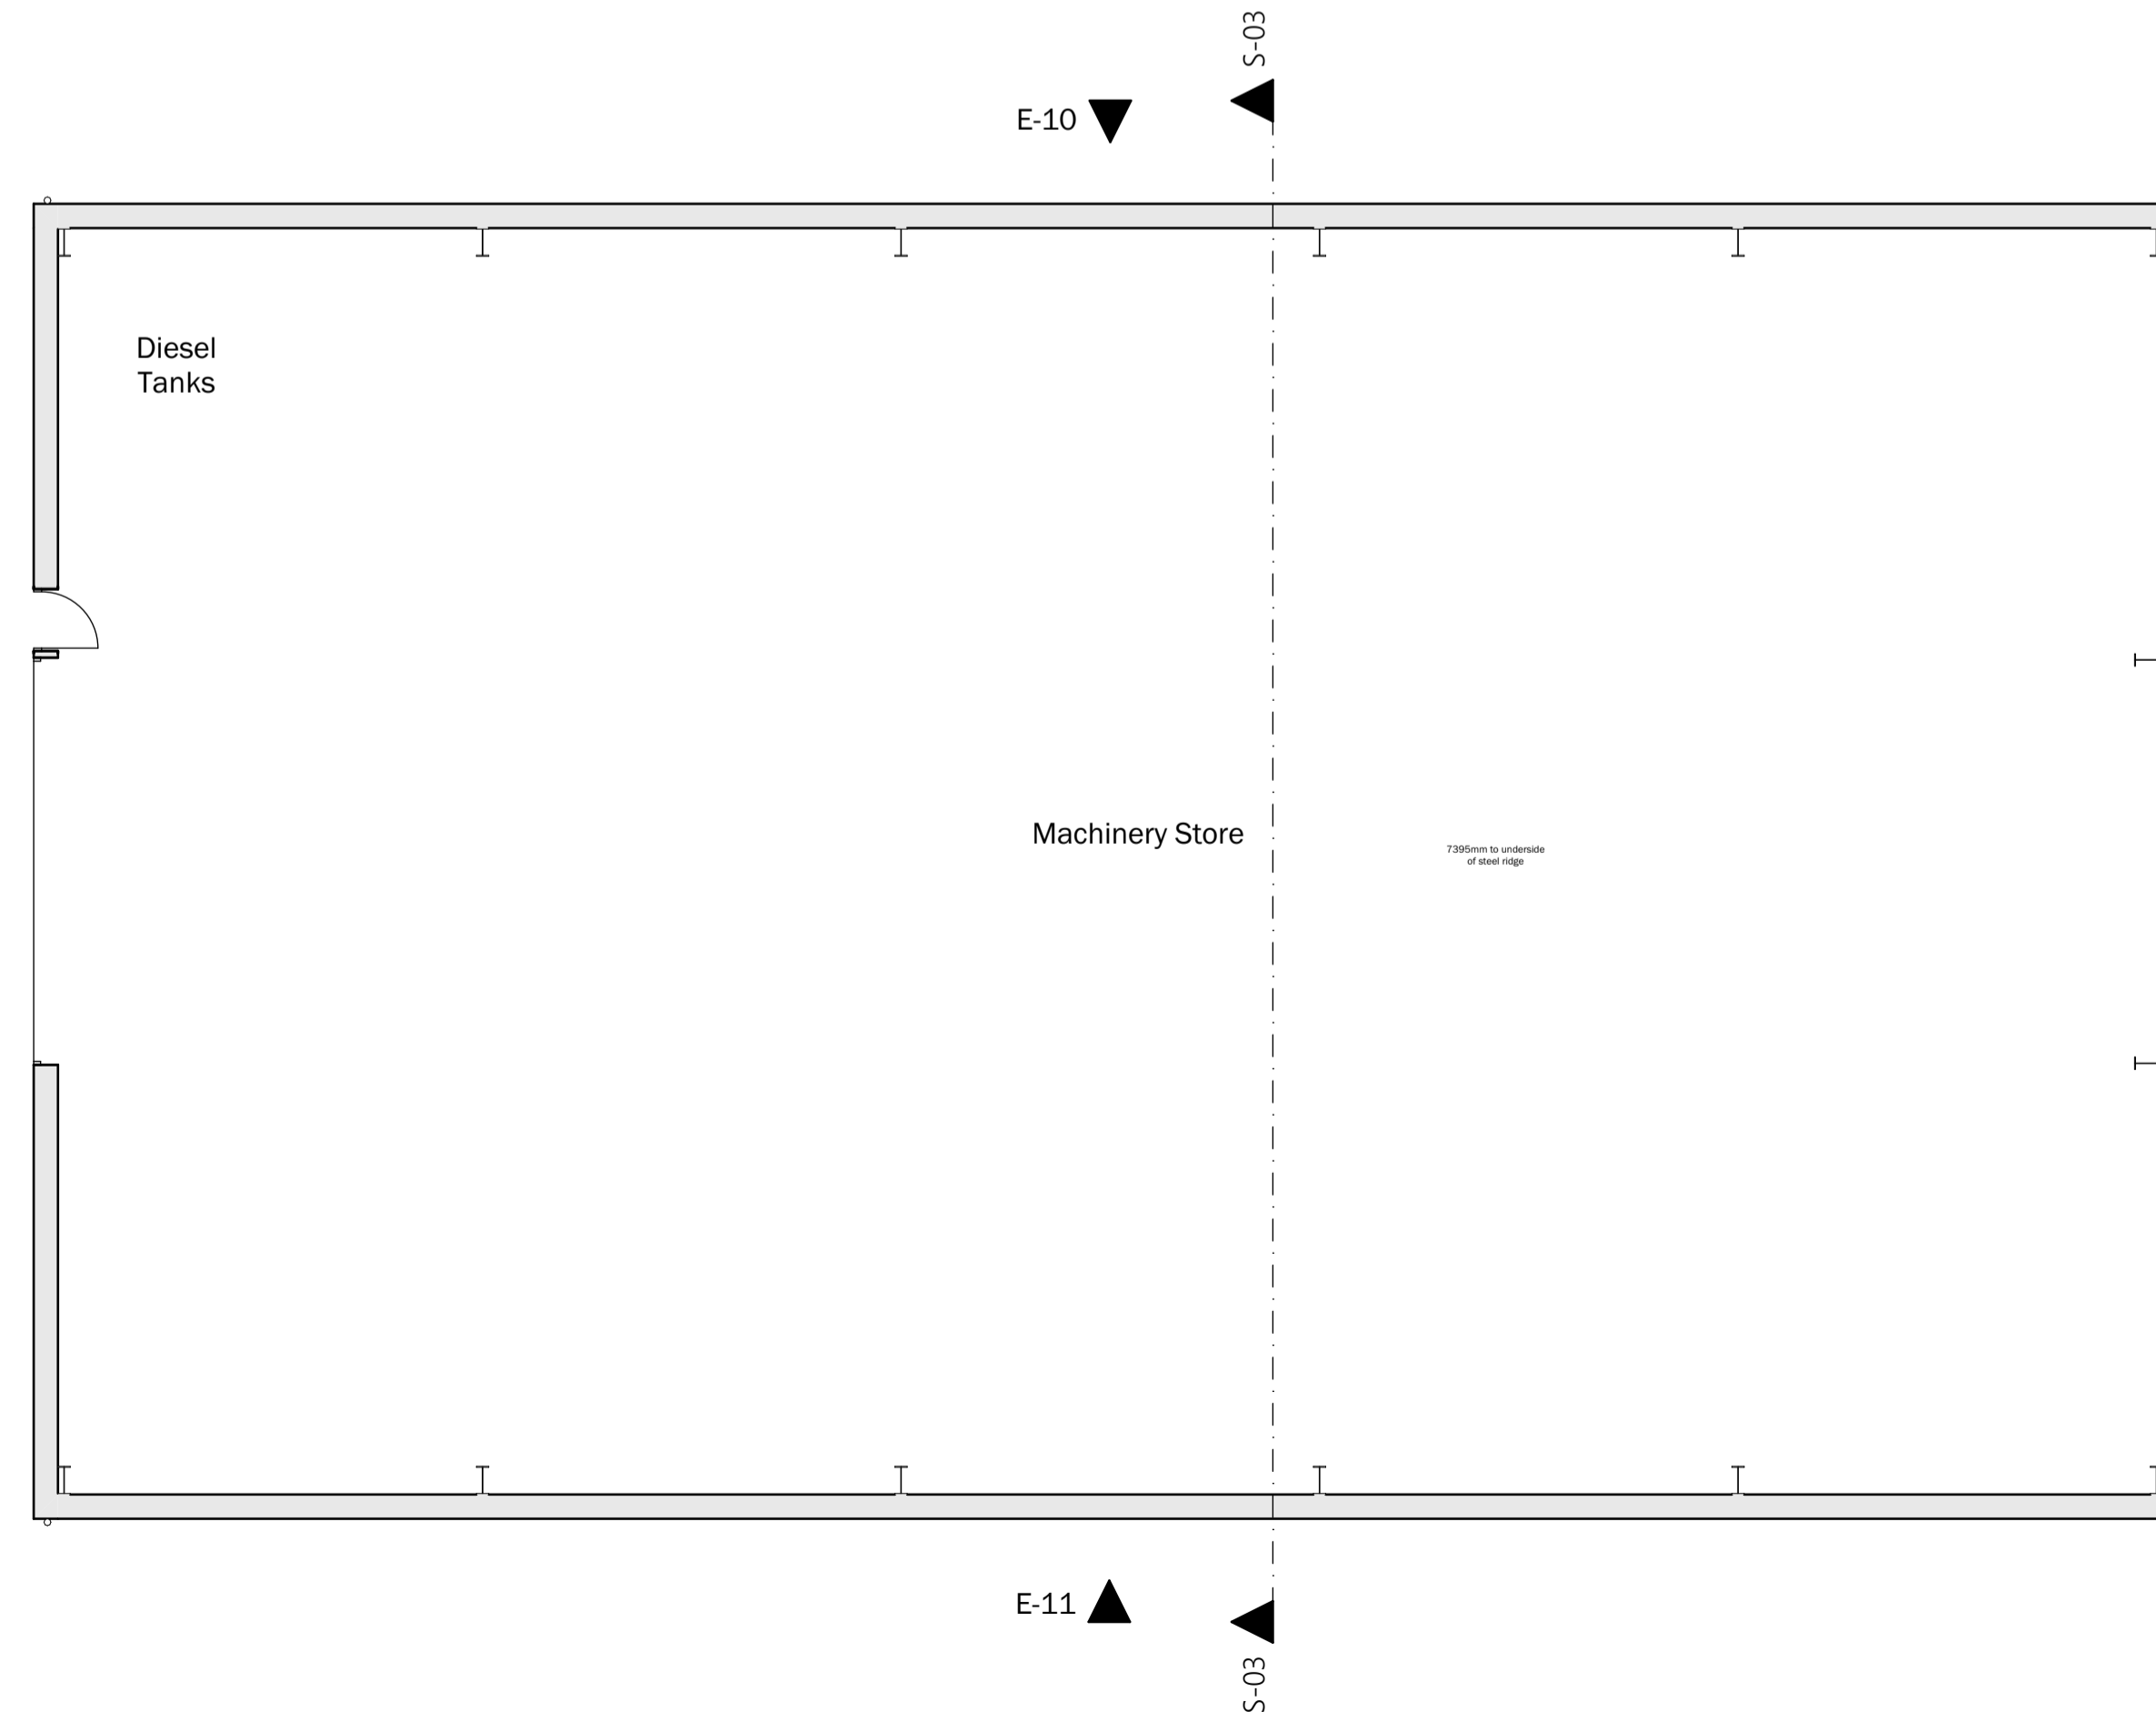 S-03
E-10
Diesel
Tanks
Machinery Store
7395mm to underside
of steel ridge
E-11
S-03